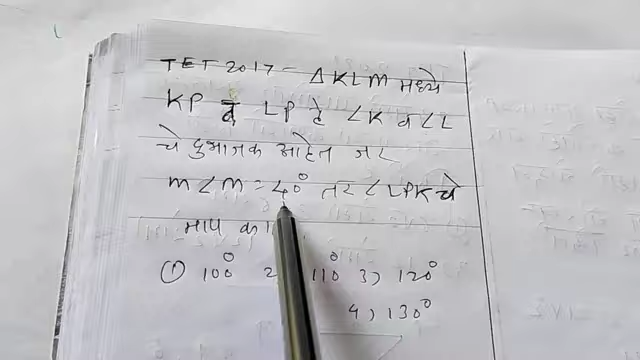 TET 2017 - ΔKLM मध्ये
KP व LP हे ∠K व ∠L
चे दुभाजक आहेत जर
m∠M = 40° तर ∠LPK चे
माप का
① 100° 2 110° 3) 120°
4) 130°